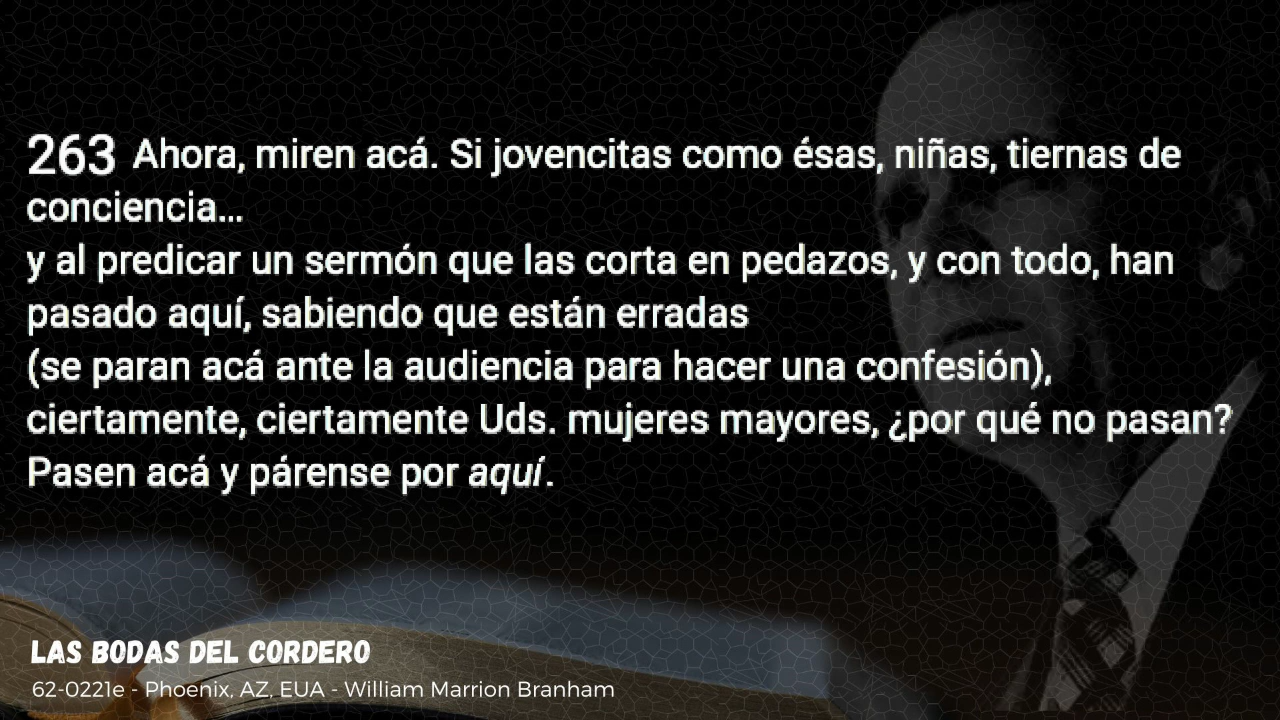 263 Ahora, miren acá. Si jovencitas como ésas, niñas, tiernas de
conciencia...
y al predicar un sermón que las corta en pedazos, y con todo, han
pasado aquí, sabiendo que están erradas
(se paran acá ante la audiencia para hacer una confesión),
ciertamente, ciertamente Uds. mujeres mayores, ¿por qué no pasan?
Pasen acá y párense por aquí.
LAS BODAS DEL CORDERO
62-0221e - Phoenix, AZ, EUA - William Marrion Branham